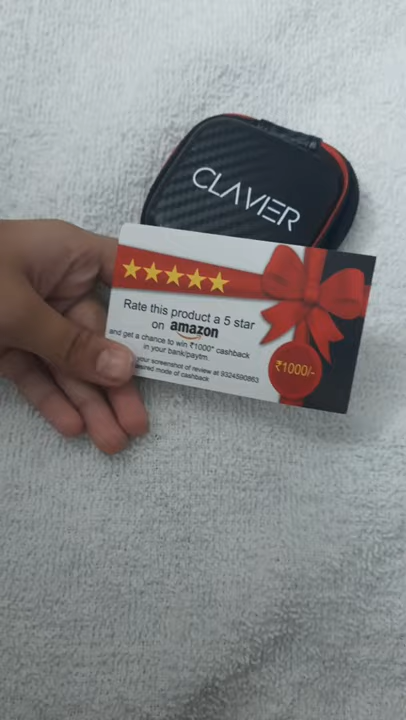 CLAVIER
Rate this product a 5 star
on amazon
and get a chance to win ₹1000* cashback
in your bank/paytm.
your screenshot of review at 9324590863
desired mode of cashback
₹1000/-